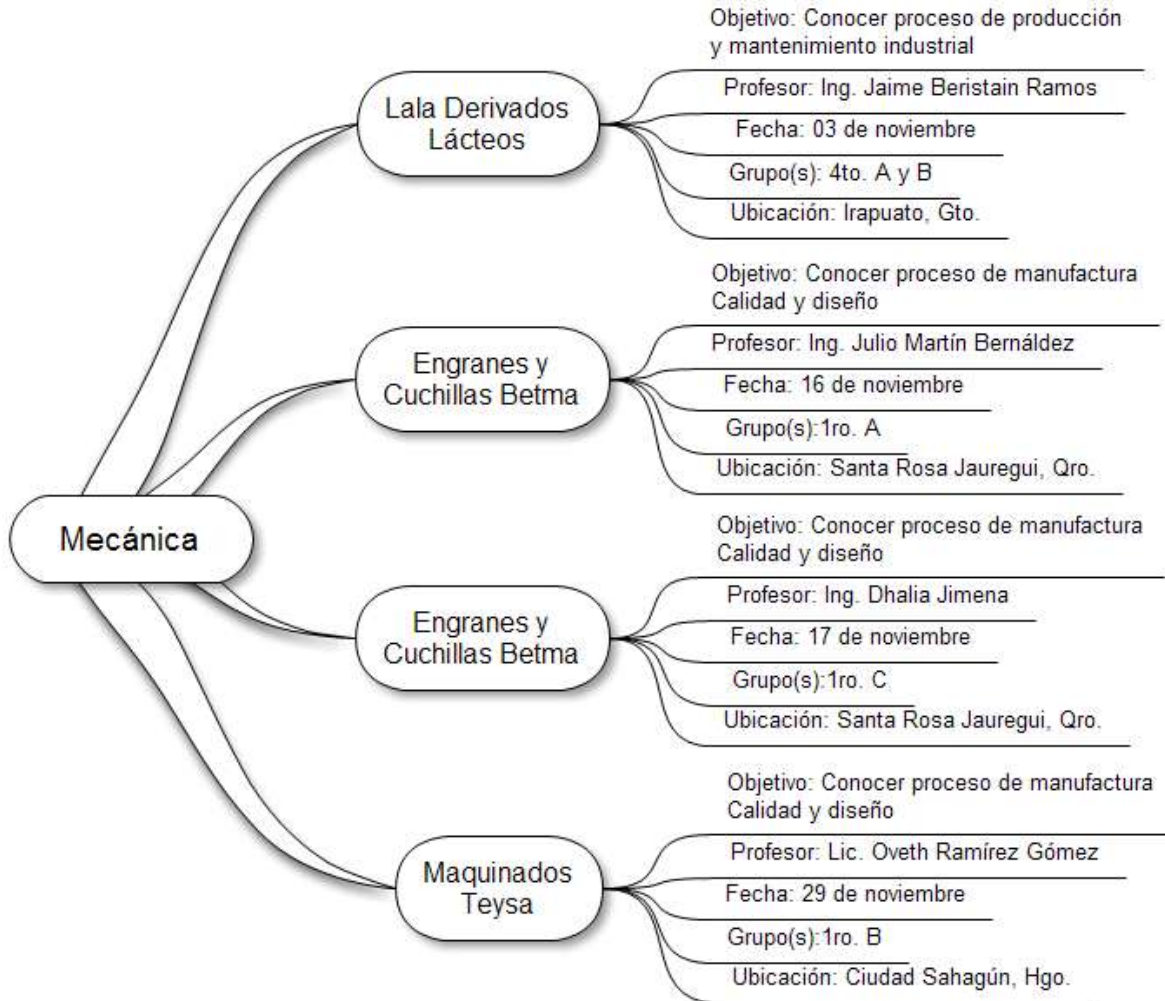 Mecánica
Lala Derivados
Lácteos
Objetivo: Conocer proceso de producción
y mantenimiento industrial
Profesor: Ing. Jaime Beristain Ramos
Fecha: 03 de noviembre
Grupo(s): 4to. A y B
Ubicación: Irapuato, Gto.
Engranes y
Cuchillas Betma
Objetivo: Conocer proceso de manufactura
Calidad y diseño
Profesor: Ing. Julio Martín Bernáldez
Fecha: 16 de noviembre
Grupo(s):1ro. A
Ubicación: Santa Rosa Jauregui, Qro.
Engranes y
Cuchillas Betma
Objetivo: Conocer proceso de manufactura
Calidad y diseño
Profesor: Ing. Dhalia Jimena
Fecha: 17 de noviembre
Grupo(s):1ro. C
Ubicación: Santa Rosa Jauregui, Qro.
Maquinados
Teysa
Objetivo: Conocer proceso de manufactura
Calidad y diseño
Profesor: Lic. Oveth Ramírez Gómez
Fecha: 29 de noviembre
Grupo(s):1ro. B
Ubicación: Ciudad Sahagún, Hgo.